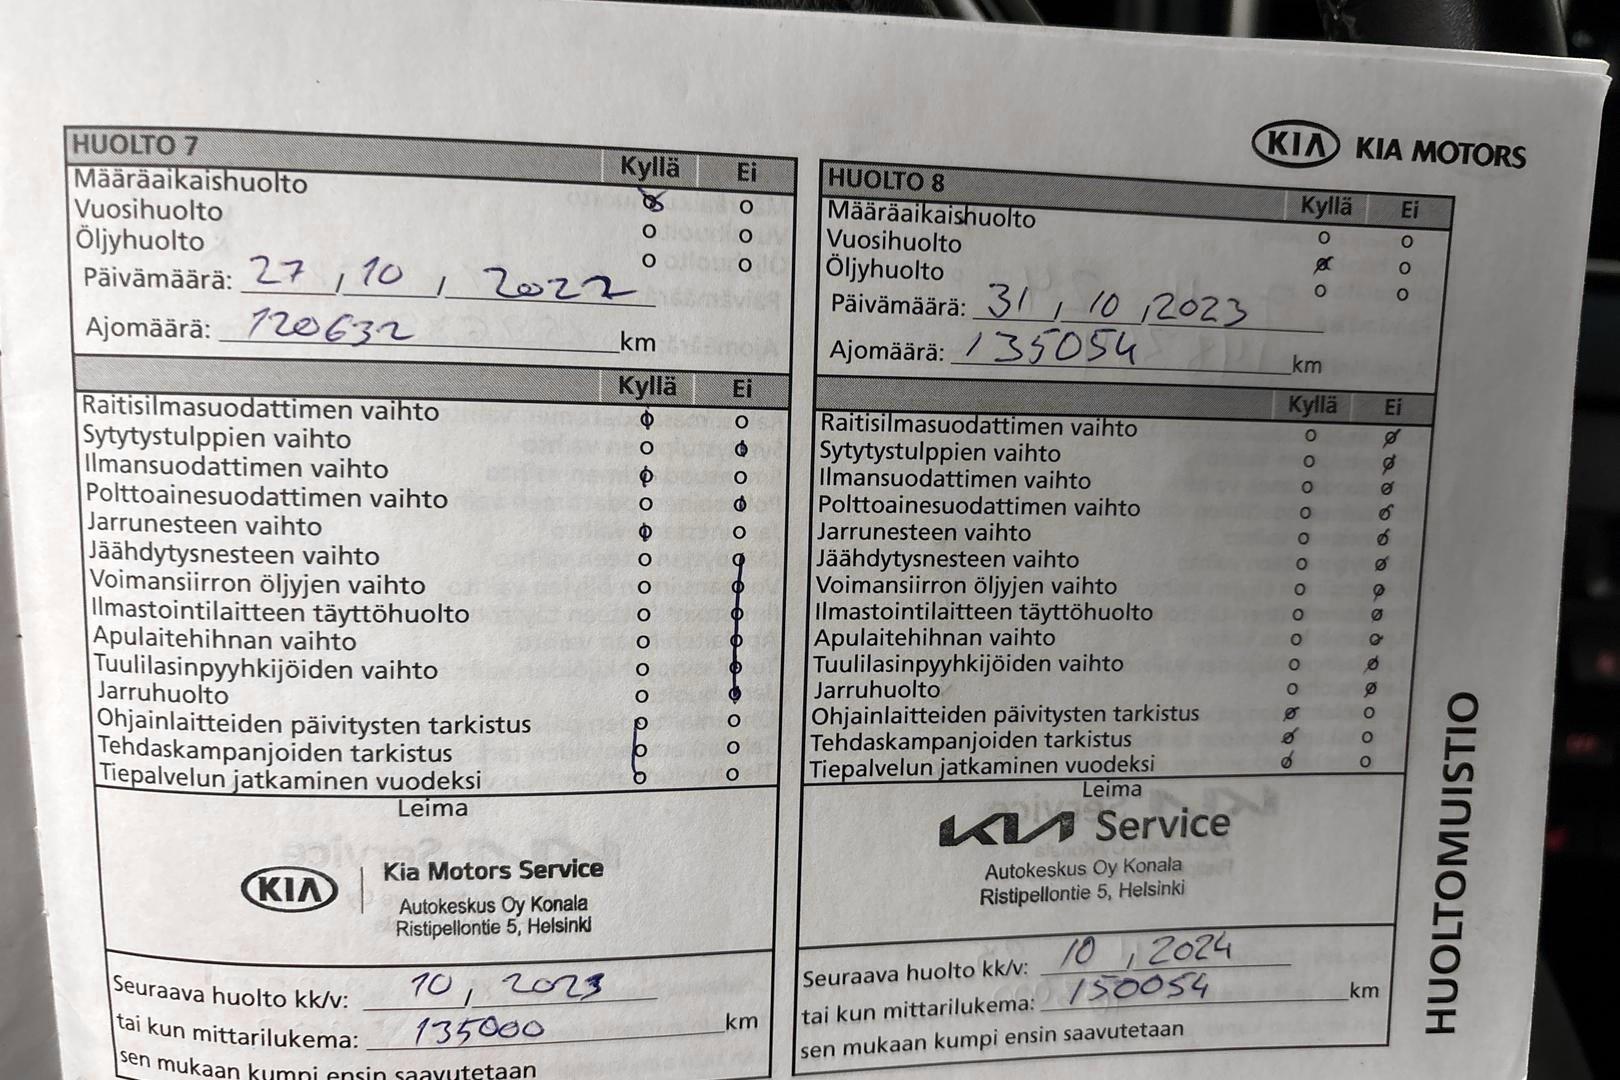 KIA KIA MOTORS
HUOLTO 7 Kyllä Ei
Määräaikaishuolto
Vuosihuolto
Öljyhuolto
Päivämäärä: 27, 10, 2022
Ajomäärä: 120632 km
Kyllä Ei
Raitisilmasuodattimen vaihto
Sytytystulppien vaihto
Ilmansuodattimen vaihto
Polttoainesuodattimen vaihto
Jarrunesteen vaihto
Jäähdytysnesteen vaihto
Voimansiirron öljyjen vaihto
Ilmastointilaitteen täyttöhuolto
Apulaitehihnan vaihto
Tuulilasinpyyhkijöiden vaihto
Jarruhuolto
Ohjainlaitteiden päivitysten tarkistus
Tehdaskampanjoiden tarkistus
Tiepalvelun jatkaminen vuodeksi
Leima
KIA Kia Motors Service
Autokeskus Oy Konala
Ristipellontie 5, Helsinki
Seuraava huolto kk/v: 10, 2023
tai kun mittarilukema: 135000 km
sen mukaan kumpi ensin saavutetaan
HUOLTO 8 Kyllä Ei
Määräaikaishuolto
Vuosihuolto
Öljyhuolto
Päivämäärä: 31, 10, 2023
Ajomäärä: 135054 km
Kyllä Ei
Raitisilmasuodattimen vaihto
Sytytystulppien vaihto
Ilmansuodattimen vaihto
Polttoainesuodattimen vaihto
Jarrunesteen vaihto
Jäähdytysnesteen vaihto
Voimansiirron öljyjen vaihto
Ilmastointilaitteen täyttöhuolto
Apulaitehihnan vaihto
Tuulilasinpyyhkijöiden vaihto
Jarruhuolto
Ohjainlaitteiden päivitysten tarkistus
Tehdaskampanjoiden tarkistus
Tiepalvelun jatkaminen vuodeksi
Leima
KIA Service
Autokeskus Oy Konala
Ristipellontie 5, Helsinki
Seuraava huolto kk/v: 10, 2024
tai kun mittarilukema: 150054 km
sen mukaan kumpi ensin saavutetaan
HUOLTOMUISTIO